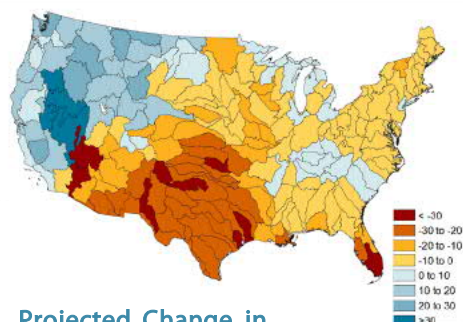 < -30
-30 to -20
-20 to -10
-10 to 0
0 to 10
10 to 20
20 to 30
>30
Projected Change in